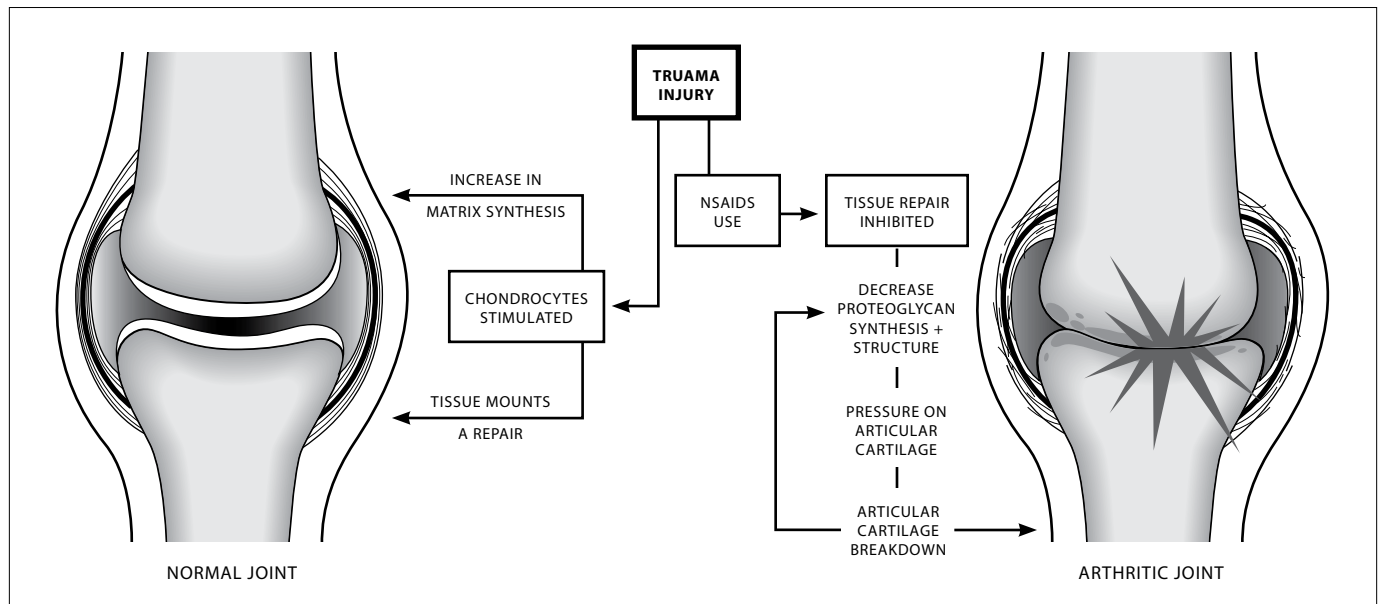 TRUAMA
INJURY
INCREASE IN
MATRIX SYNTHESIS
CHONDROCYTES
STIMULATED
TISSUE MOUNTS
A REPAIR
NORMAL JOINT
NSAIDS
USE
TISSUE REPAIR
INHIBITED
DECREASE
PROTEOGLYCAN
SYNTHESIS +
STRUCTURE
PRESSURE ON
ARTICULAR
CARTILAGE
ARTICULAR
CARTILAGE
BREAKDOWN
ARTHRITIC JOINT